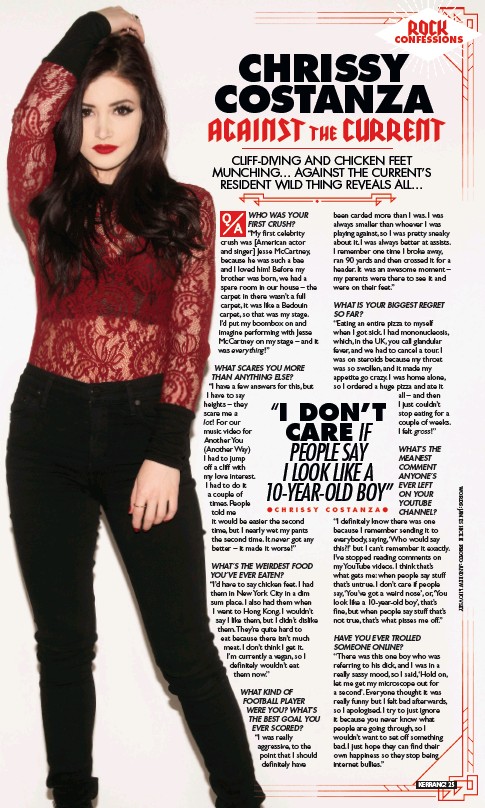 ROCK
CONFESSIONS
CHRISSY
COSTANZA
AGAINST THE CURRENT
CLIFF-DIVING AND CHICKEN FEET
MUNCHING… AGAINST THE CURRENT'S
RESIDENT WILD THING REVEALS ALL…
Q/A
WHO WAS YOUR
FIRST CRUSH?
"My first celebrity
crush was [American actor
and singer] Jesse McCartney,
because he was such a bae
and I loved him! Before my
brother was born, we had a
spare room in our house – the
carpet in there wasn't a full
carpet, it was like a Bedouin
carpet, so that was my stage.
I'd put my boombox on and
imagine performing with Jesse
McCartney on my stage – and it
was everything!"
WHAT SCARES YOU MORE
THAN ANYTHING ELSE?
"I have a few answers for this, but
I have to say
heights – they
scare me a
lot! For our
music video for
Another You
(Another Way)
I had to jump
off a cliff with
my love interest.
I had to do it
a couple of
times. People
told me
it would be easier the second
time, but I nearly wet my pants
the second time. It never got any
better – it made it worse!"
WHAT'S THE WEIRDEST FOOD
YOU'VE EVER EATEN?
"I'd have to say chicken feet. I had
them in New York City in a dim
sum place. I also had them when
I went to Hong Kong. I wouldn't
say I like them, but I didn't dislike
them. They're quite hard to
eat because there isn't much
meat. I don't think I get it.
I'm currently a vegan, so I
definitely wouldn't eat
them now."
WHAT KIND OF
FOOTBALL PLAYER
WERE YOU? WHAT'S
THE BEST GOAL YOU
EVER SCORED?
"I was really
aggressive, to the
point that I should
definitely have
been carded more than I was. I was
always smaller than whoever I was
playing against, so I was pretty sneaky
about it. I was always better at assists.
I remember one time I broke away,
ran 90 yards and then crossed it for a
header. It was an awesome moment –
my parents were there to see it and
were on their feet."
WHAT IS YOUR BIGGEST REGRET
SO FAR?
"Eating an entire pizza to myself
when I got sick. I had mononucleosis,
which, in the UK, you call glandular
fever, and we had to cancel a tour. I
was on steroids because my throat
was so swollen, and it made my
appetite go crazy. I was home alone,
so I ordered a huge pizza and ate it
all – and then
I just couldn't
stop eating for a
couple of weeks.
I felt gross!"
"I DON'T
CARE IF
PEOPLE SAY
I LOOK LIKE A
10-YEAR-OLD BOY"
CHRISSY COSTANZA
WHAT'S THE
MEANEST
COMMENT
ANYONE'S
EVER LEFT
ON YOUR
YOUTUBE
CHANNEL?
"I definitely know there was one
because I remember sending it to
everybody, saying, 'Who would say
this?!' but I can't remember it exactly.
I've stopped reading comments on
my YouTube videos. I think that's
what gets me: when people say stuff
that's untrue. I don't care if people
say, 'You've got a weird nose', or, 'You
look like a 10-year-old boy', that's
fine, but when people say stuff that's
not true, that's what pisses me off."
HAVE YOU EVER TROLLED
SOMEONE ONLINE?
"There was this one boy who was
referring to his dick, and I was in a
really sassy mood, so I said, 'Hold on,
let me get my microscope out for
a second'. Everyone thought it was
really funny but I felt bad afterwards,
so I apologised. I try to just ignore
it because you never know what
people are going through, so I
wouldn't want to set off something
bad. I just hope they can find their
own happiness so they stop being
internet bullies."
KERRANG! 25